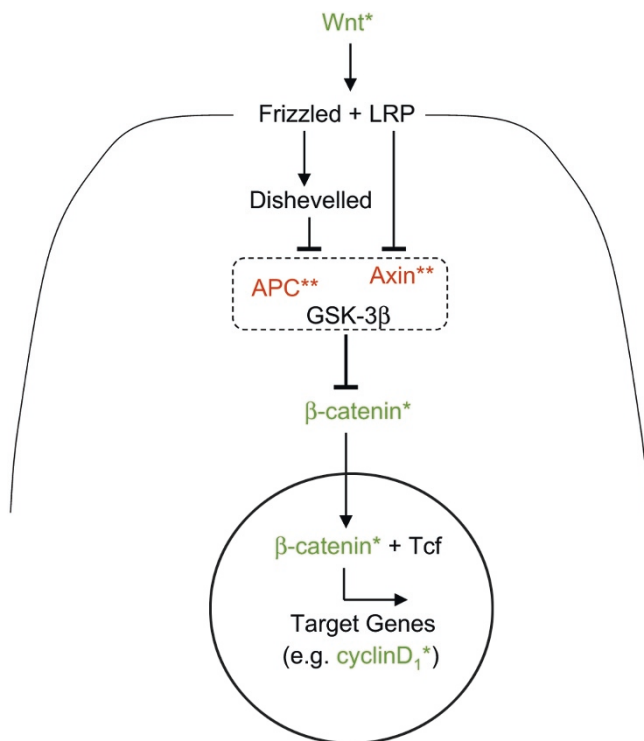 Wnt*
Frizzled + LRP
Dishevelled
APC** Axin**
GSK-3β
β-catenin*
β-catenin* + Tcf
Target Genes
(e.g. cyclinD₁*)